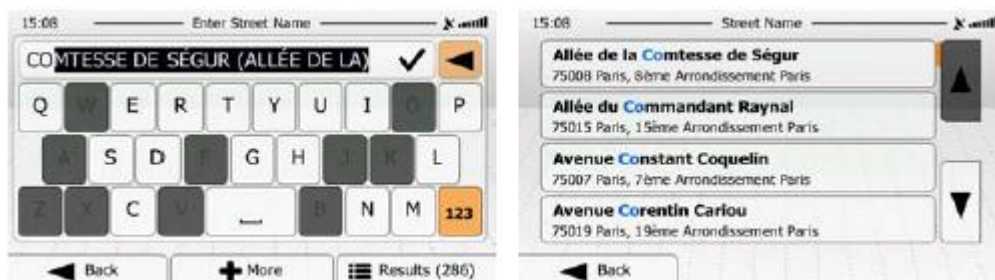 15:08 Enter Street Name
COMTESSE DE SÉGUR (ALLÉE DE LA)
Q W E R T Y U I O P
A S D F G H J K L
Z X C V B N M 123
Back More Results (286)
15:08 Street Name
Allée de la Comtesse de Ségur
75008 Paris, 8ème Arrondissement Paris
Allée du Commandant Raynal
75015 Paris, 15ème Arrondissement Paris
Avenue Constant Coquelin
75007 Paris, 7ème Arrondissement Paris
Avenue Corentin Cariou
75019 Paris, 19ème Arrondissement Paris
Back